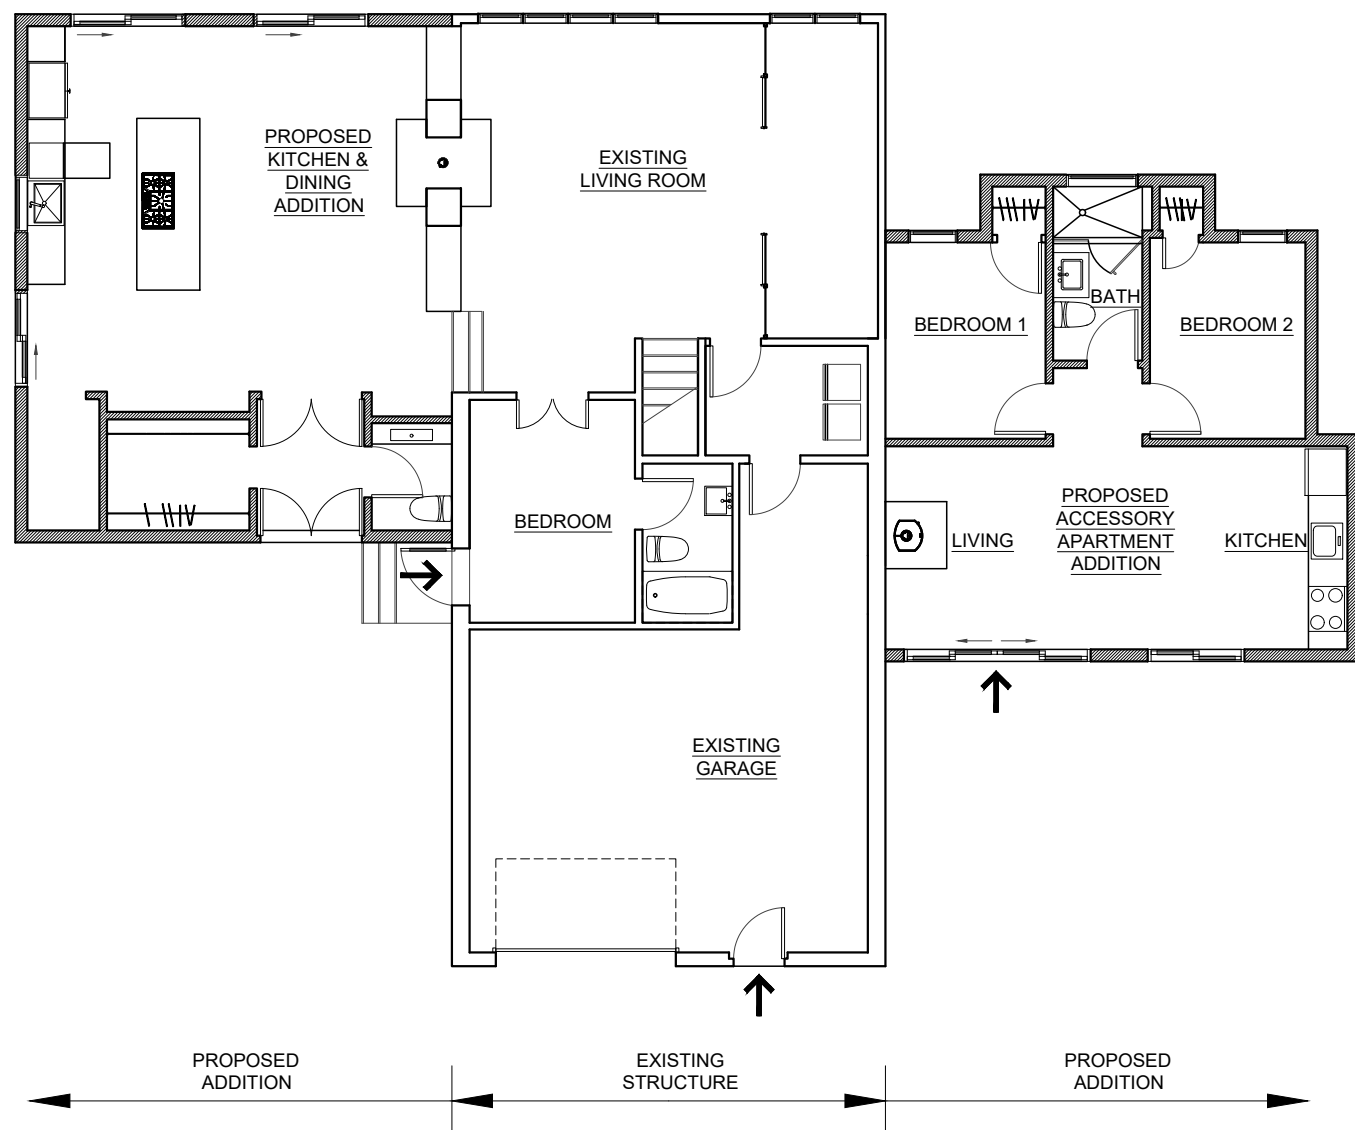 PROPOSED
KITCHEN &
DINING
ADDITION
EXISTING
LIVING ROOM
BEDROOM 1
BATH
BEDROOM 2
BEDROOM
LIVING
PROPOSED
ACCESSORY
APARTMENT
ADDITION
KITCHEN
EXISTING
GARAGE
PROPOSED
ADDITION
EXISTING
STRUCTURE
PROPOSED
ADDITION